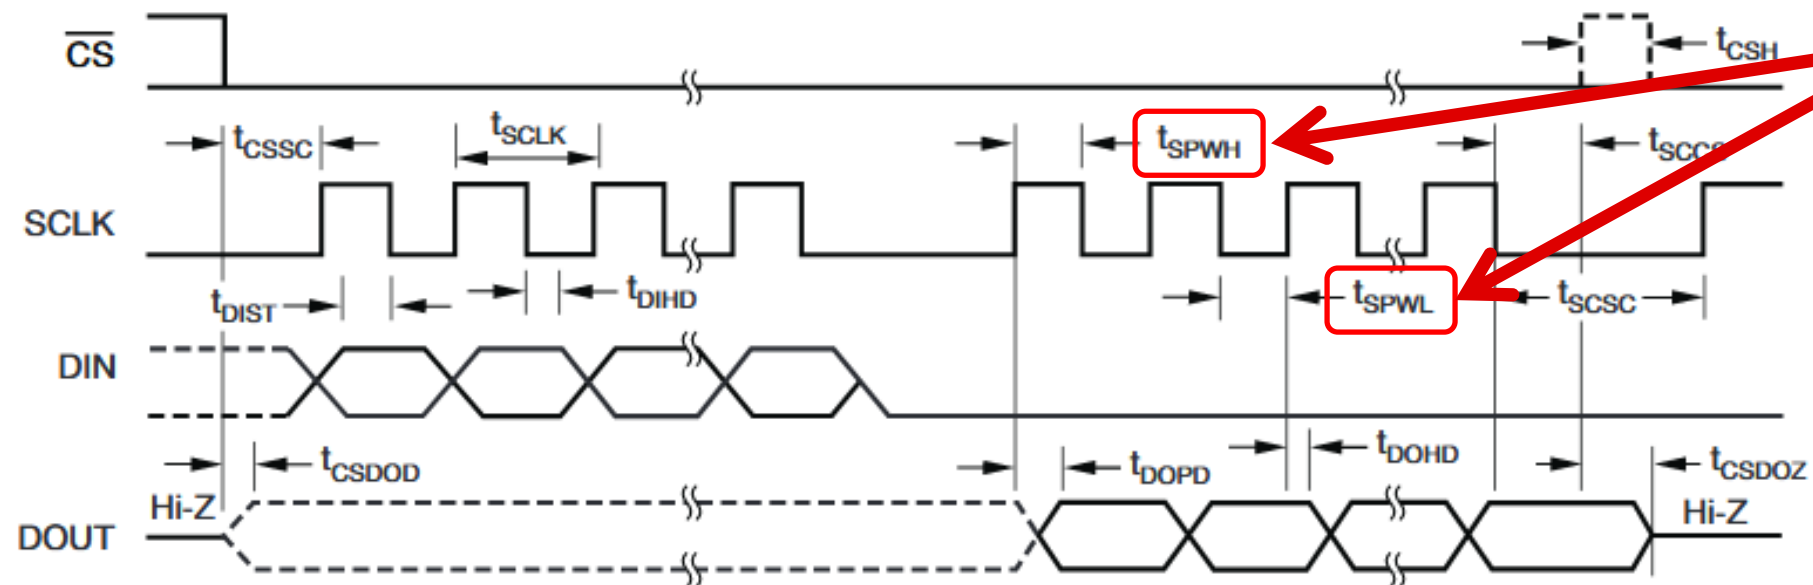 CS
tCSH
tCSSC
tSCLK
tSPWH
tSCCS
SCLK
tDIST
tDIHD
tSPWL
tSCSC
DIN
tCSDOD
tDOPD
tDOHD
tCSDOZ
Hi-Z
Hi-Z
DOUT